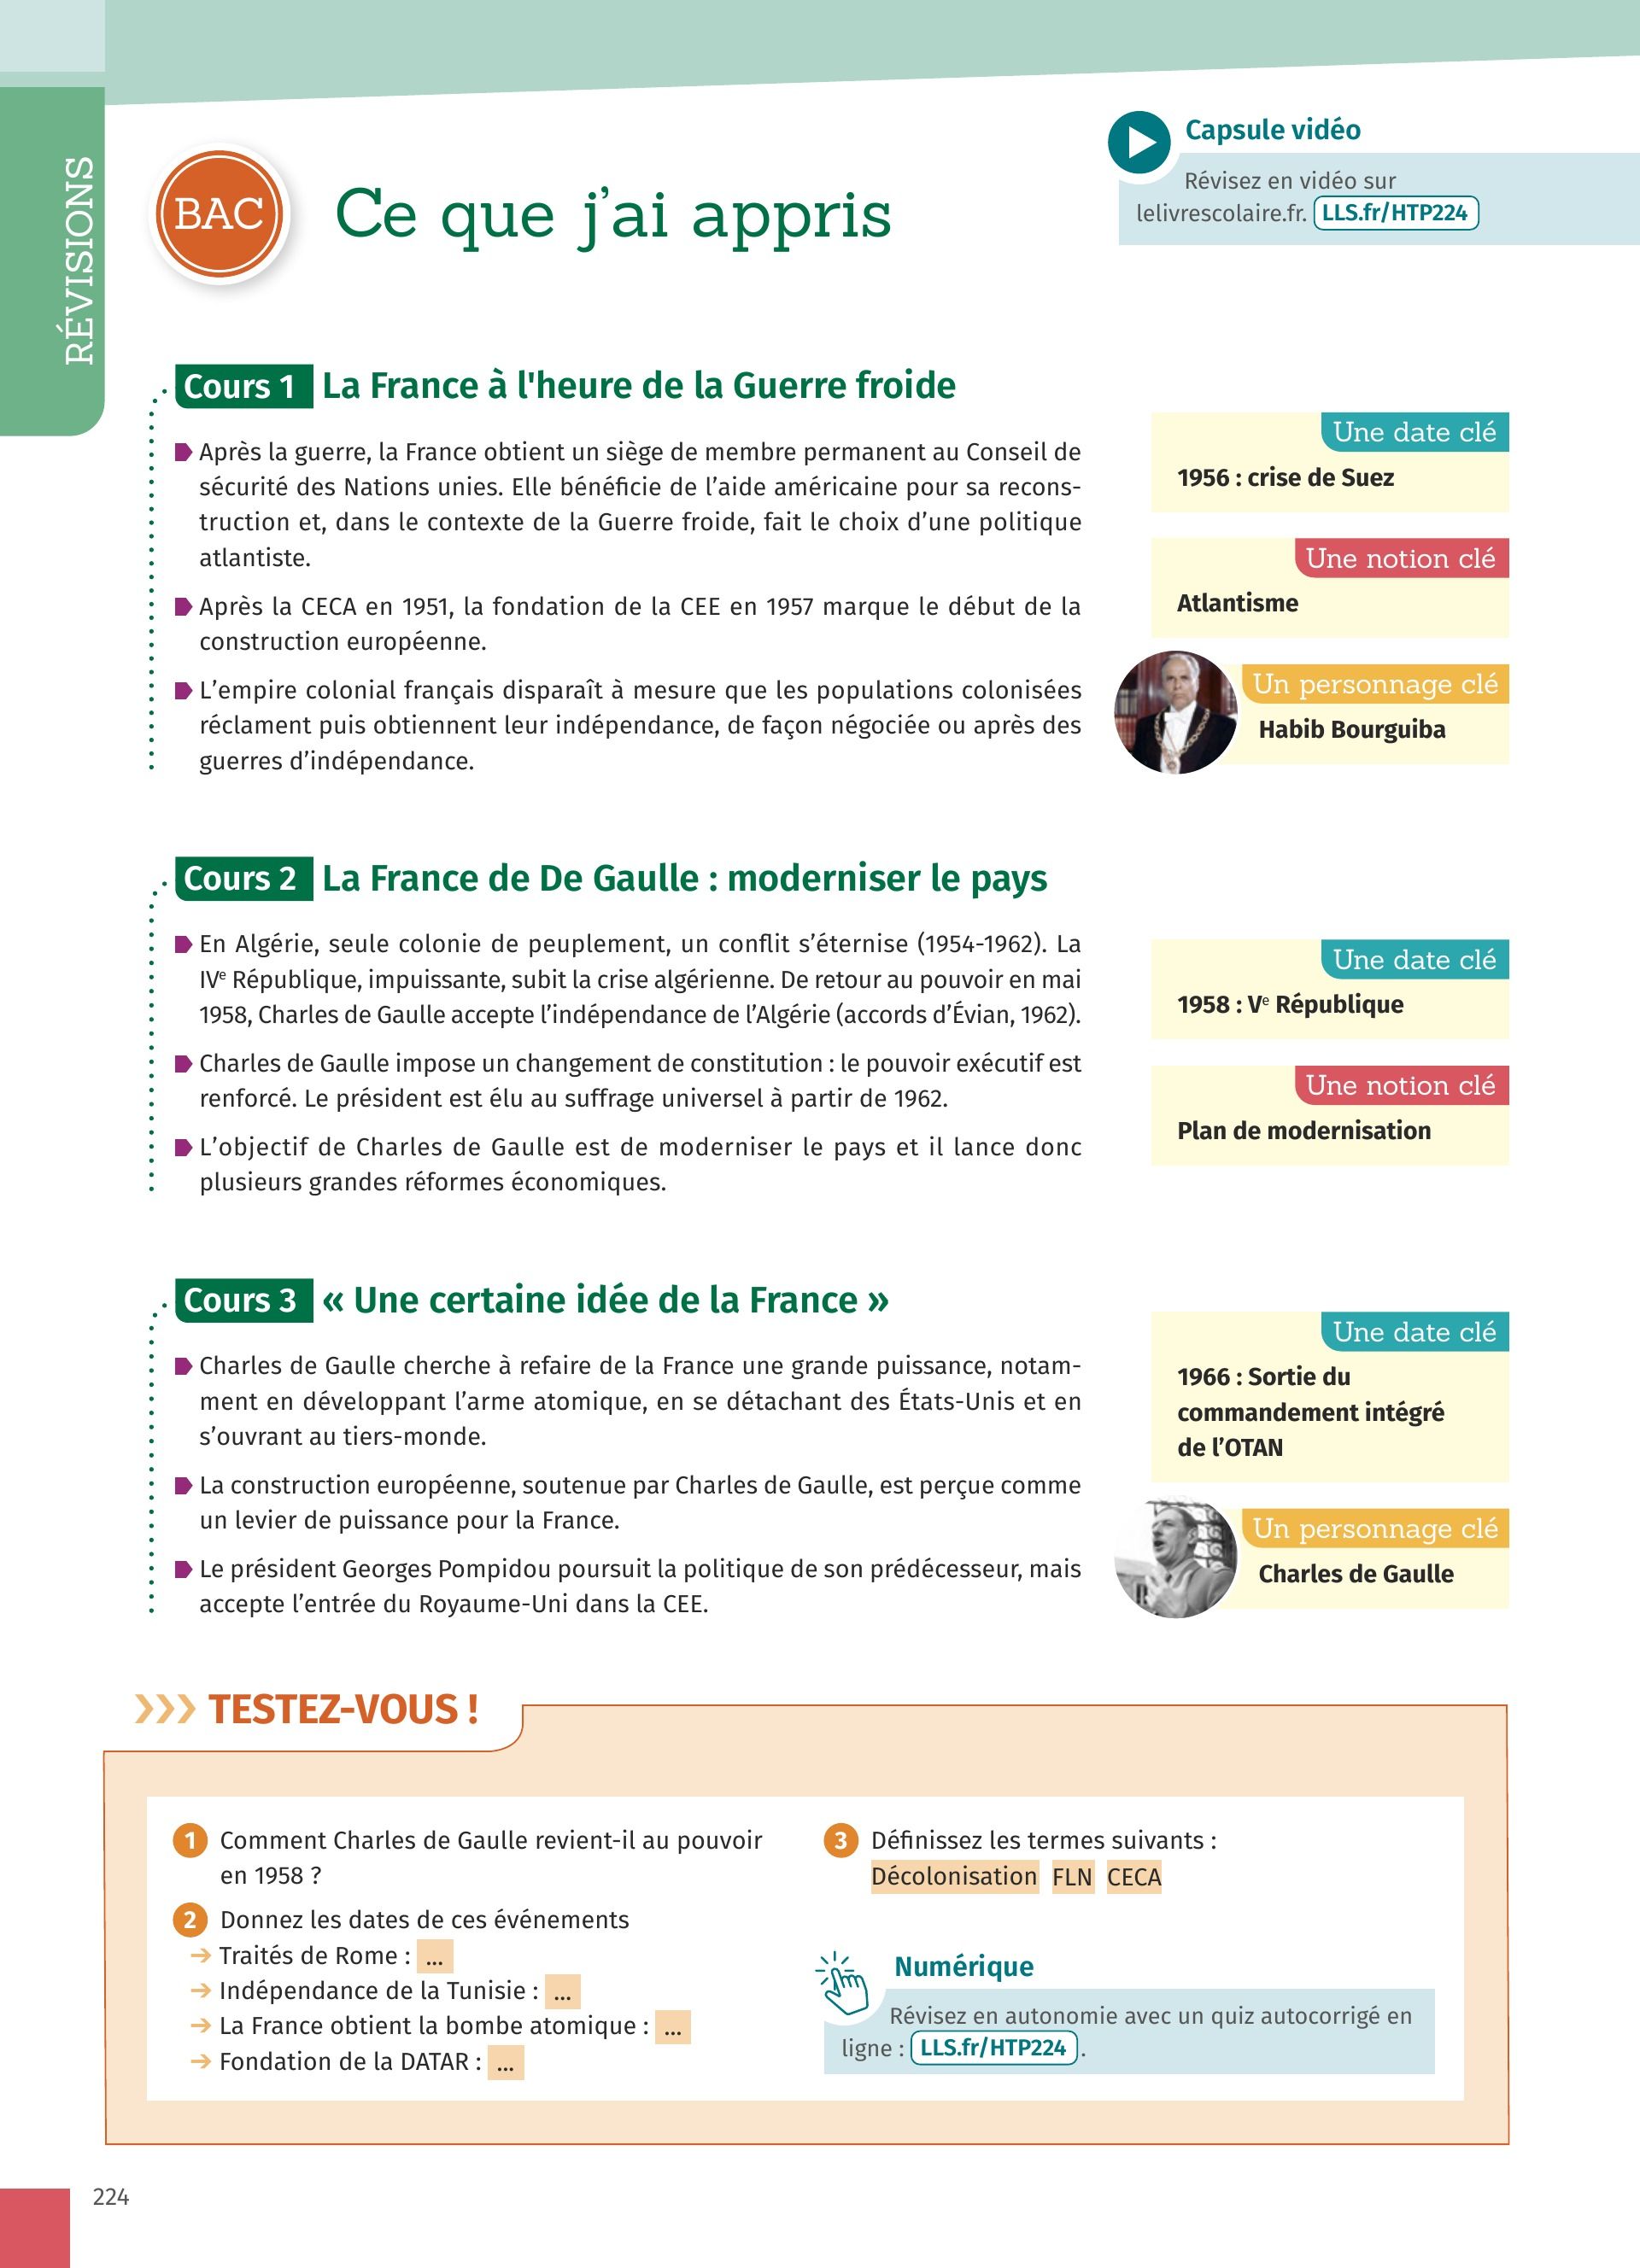 RÉVISIONS
BAC
Ce que j'ai appris
Capsule vidéo
Révisez en vidéo sur
lelivrescolaire.fr. LLS.fr/HTP224
Cours 1 La France à l'heure de la Guerre froide
Après la guerre, la France obtient un siège de membre permanent au Conseil de
sécurité des Nations unies. Elle bénéficie de l’aide américaine pour sa recons-
truction et, dans le contexte de la Guerre froide, fait le choix d’une politique
atlantiste.
Après la CECA en 1951, la fondation de la CEE en 1957 marque le début de la
construction européenne.
L’empire colonial français disparaît à mesure que les populations colonisées
réclament puis obtiennent leur indépendance, de façon négociée ou après des
guerres d’indépendance.
Une date clé
1956 : crise de Suez
Une notion clé
Atlantisme
Un personnage clé
Habib Bourguiba
Cours 2 La France de De Gaulle : moderniser le pays
En Algérie, seule colonie de peuplement, un conflit s’éternise (1954-1962). La
IVe République, impuissante, subit la crise algérienne. De retour au pouvoir en mai
1958, Charles de Gaulle accepte l’indépendance de l’Algérie (accords d’Évian, 1962).
Charles de Gaulle impose un changement de constitution : le pouvoir exécutif est
renforcé. Le président est élu au suffrage universel à partir de 1962.
L’objectif de Charles de Gaulle est de moderniser le pays et il lance donc
plusieurs grandes réformes économiques.
Une date clé
1958 : Ve République
Une notion clé
Plan de modernisation
Cours 3 « Une certaine idée de la France »
Charles de Gaulle cherche à refaire de la France une grande puissance, notam-
ment en développant l’arme atomique, en se détachant des États-Unis et en
s’ouvrant au tiers-monde.
La construction européenne, soutenue par Charles de Gaulle, est perçue comme
un levier de puissance pour la France.
Le président Georges Pompidou poursuit la politique de son prédécesseur, mais
accepte l’entrée du Royaume-Uni dans la CEE.
Une date clé
1966 : Sortie du
commandement intégré
de l’OTAN
Un personnage clé
Charles de Gaulle
TESTEZ-VOUS !
1 Comment Charles de Gaulle revient-il au pouvoir
en 1958 ?
2 Donnez les dates de ces événements
➔ Traités de Rome : ...
➔ Indépendance de la Tunisie : ...
➔ La France obtient la bombe atomique : ...
➔ Fondation de la DATAR : ...
3 Définissez les termes suivants :
Décolonisation FLN CECA
Numérique
Révisez en autonomie avec un quiz autocorrigé en
ligne : LLS.fr/HTP224 .
224